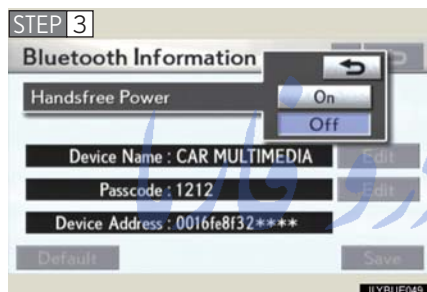 STEP 3
Bluetooth Information
Handsfree Power
On
Off
Device Name : CAR MULTIMEDIA
Edit
Passcode : 1212
Edit
Device Address : 0016fe8f32****
Default
Save